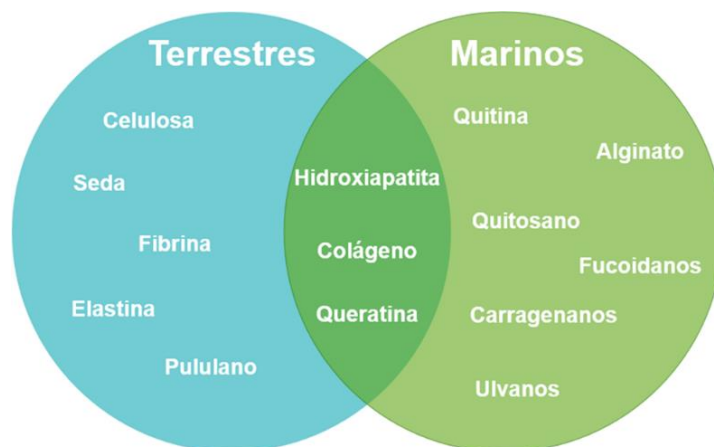 Terrestres
Celulosa
Seda
Fibrina
Elastina
Pululano
Hidroxiapatita
Colágeno
Queratina
Marinos
Quitina
Alginato
Quitosano
Fucoidanos
Carragenanos
Ulvanos